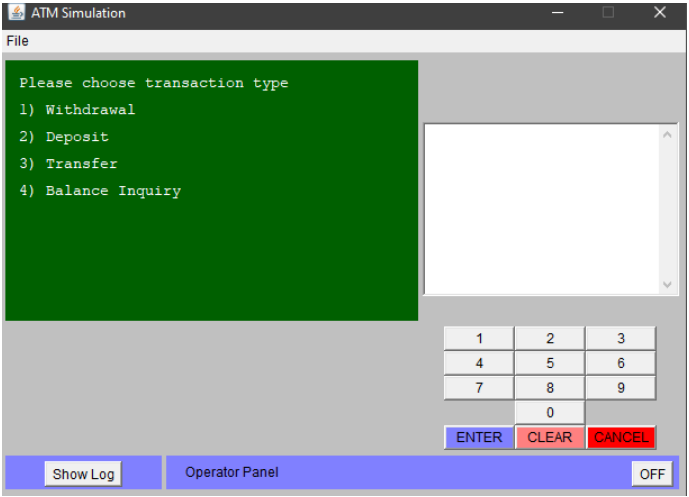 ATM Simulation
File
Please choose transaction type
1) Withdrawal
2) Deposit
3) Transfer
4) Balance Inquiry
1 2 3
4 5 6
7 8 9
0
ENTER CLEAR CANCEL
Show Log Operator Panel OFF